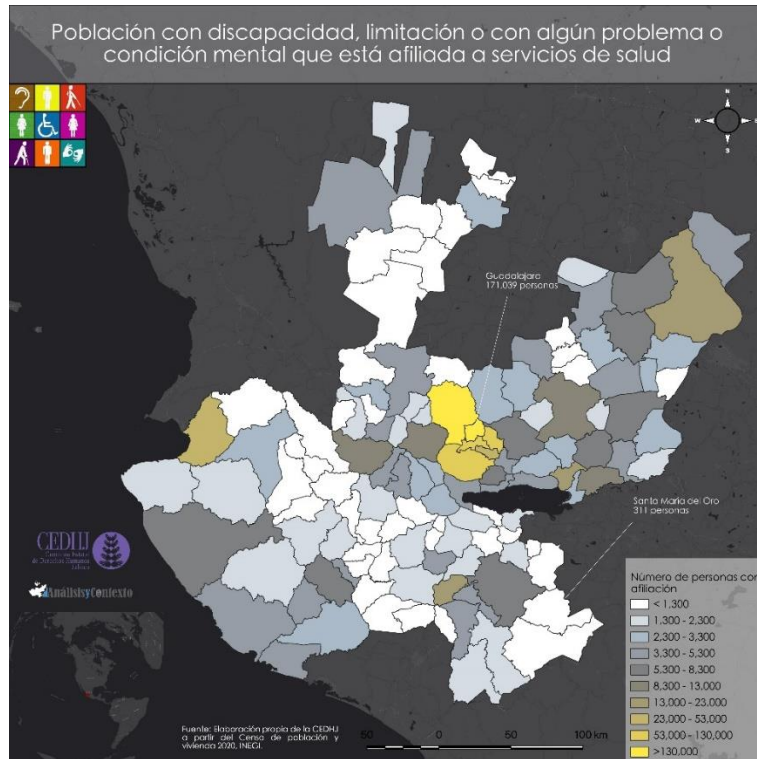 Población con discapacidad, limitación o con algún problema o
condición mental que está afiliada a servicios de salud
N
W
E
S
Guadalajara
171,039 personas
Santa María del Oro
311 personas
CEDHJ
AnálisisyContexto
Número de personas con
afiliación
< 1,300
1,300 - 2,300
2,300 - 3,300
3,300 - 5,300
5,300 - 8,300
8,300 - 13,000
13,000 - 23,000
23,000 - 53,000
53,000 - 130,000
>130,000
Fuente: Elaboración propia de la CEDHJ
a partir del Censo de población y
vivienda 2020, INEGI.
50 0 50 100 km